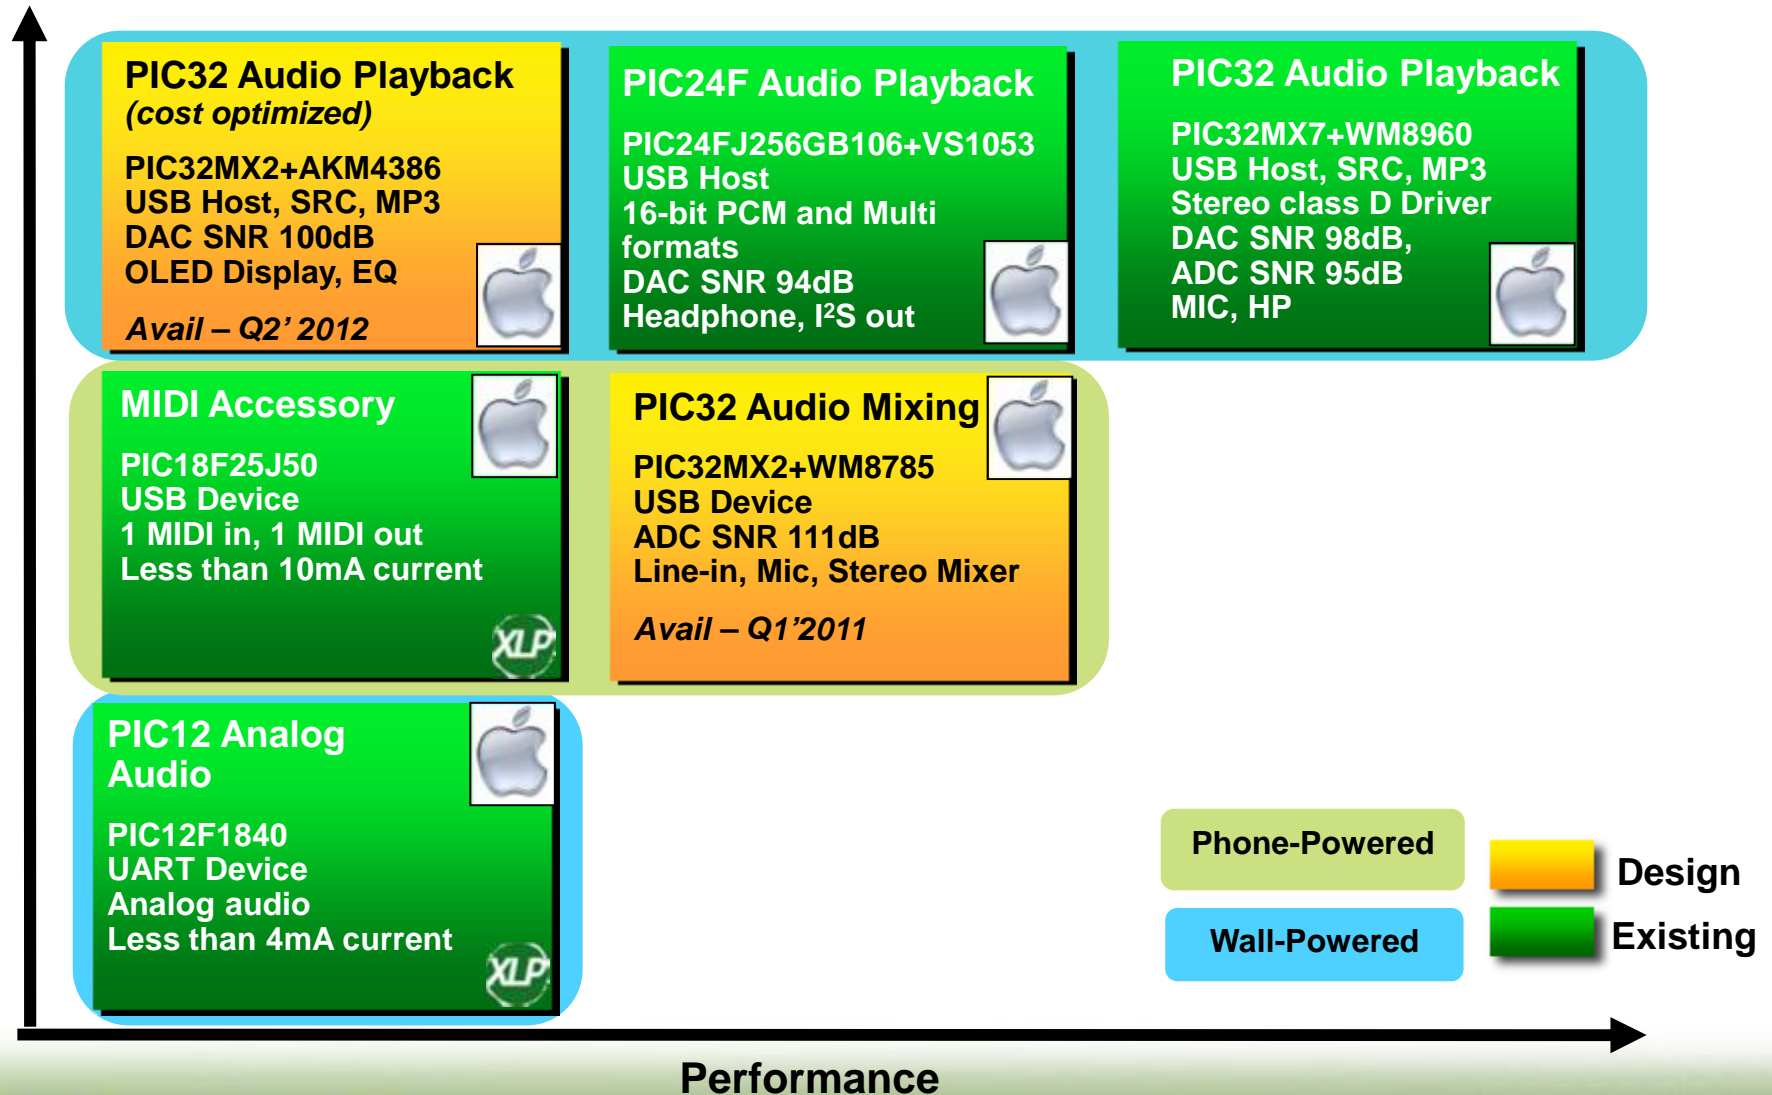 PIC32 Audio Playback
(cost optimized)
PIC32MX2+AKM4386
USB Host, SRC, MP3
DAC SNR 100dB
OLED Display, EQ
Avail – Q2’ 2012
PIC24F Audio Playback
PIC24FJ256GB106+VS1053
USB Host
16-bit PCM and Multi
formats
DAC SNR 94dB
Headphone, I²S out
PIC32 Audio Playback
PIC32MX7+WM8960
USB Host, SRC, MP3
Stereo class D Driver
DAC SNR 98dB,
ADC SNR 95dB
MIC, HP
MIDI Accessory
PIC18F25J50
USB Device
1 MIDI in, 1 MIDI out
Less than 10mA current
XLP
PIC32 Audio Mixing
PIC32MX2+WM8785
USB Device
ADC SNR 111dB
Line-in, Mic, Stereo Mixer
Avail – Q1’2011
PIC12 Analog
Audio
PIC12F1840
UART Device
Analog audio
Less than 4mA current
XLP
Phone-Powered
Wall-Powered
Design
Existing
Performance